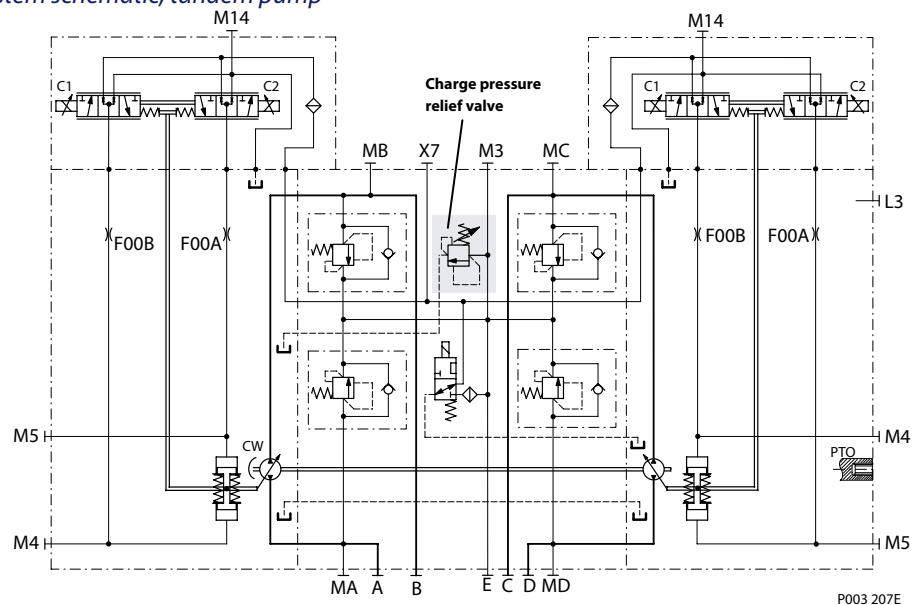 stem schematic, tandem pump
M14
M14
C1
C2
Charge pressure
relief valve
C1
C2
MB
X7
M3
MC
L3
F00B
F00A
F00B
F00A
M5
CW
M4
PTO
M4
M5
MA
A
B
E
C
D
MD
P003 207E